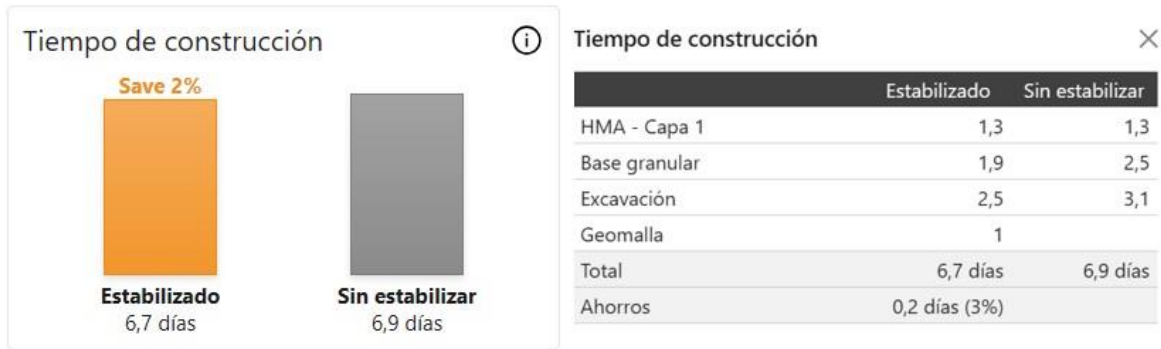 Tiempo de construcción
Save 2%
Estabilizado Sin estabilizar
6,7 días 6,9 días
Tiempo de construcción
Estabilizado Sin estabilizar
HMA - Capa 1 1,3 1,3
Base granular 1,9 2,5
Excavación 2,5 3,1
Geomalla 1
Total 6,7 días 6,9 días
Ahorros 0,2 días (3%)